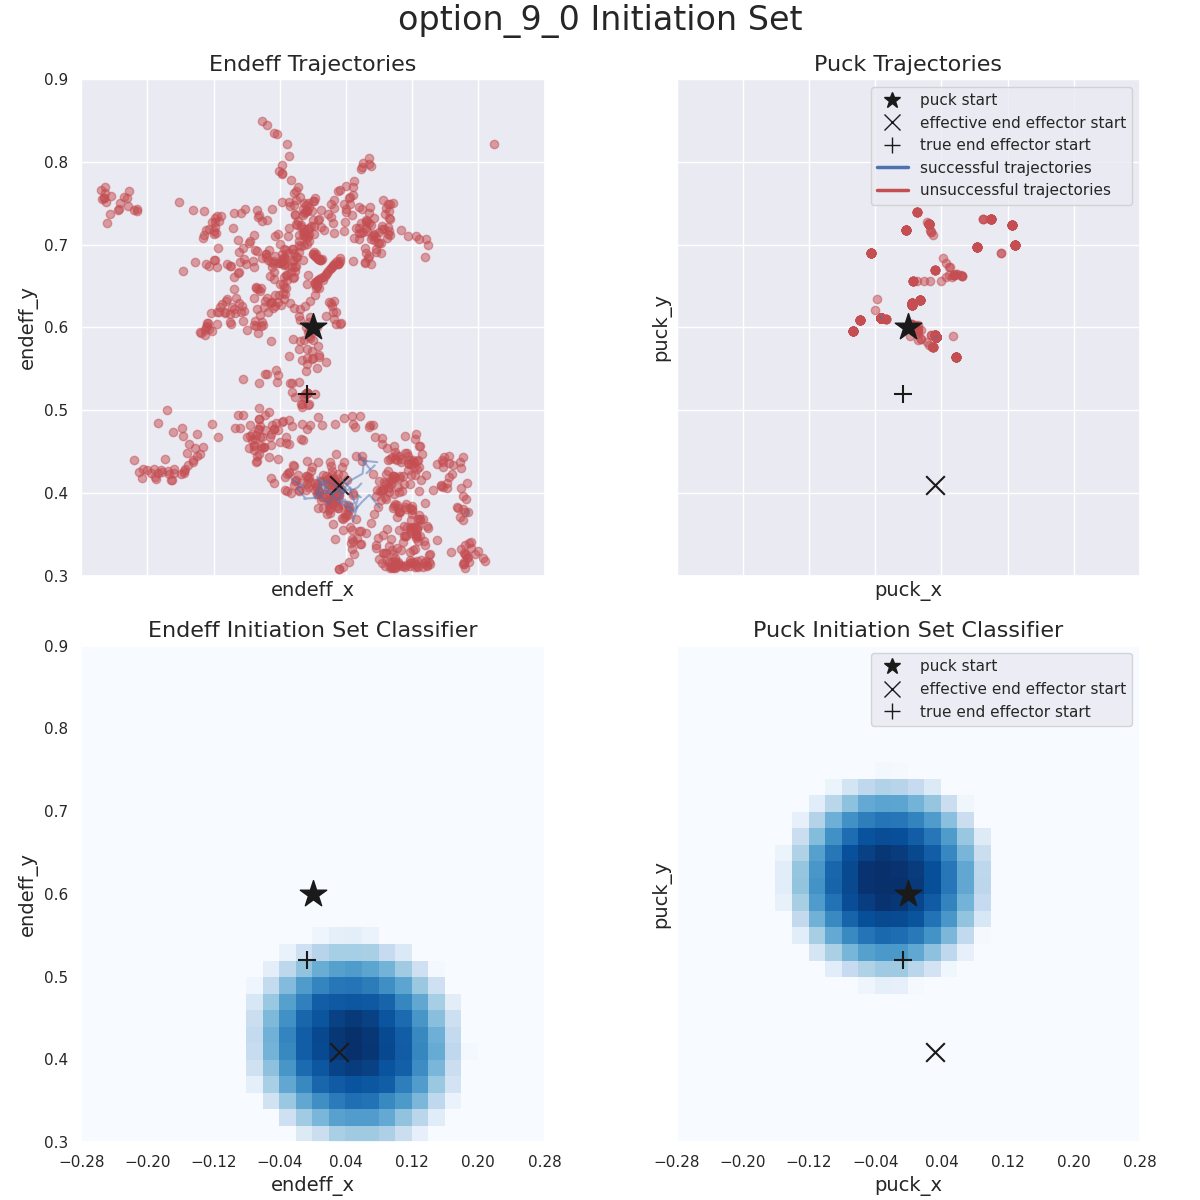 option_9_0 Initiation Set
Endeff Trajectories
0.9
0.8
0.7
0.6
0.5
0.4
0.3
endeff_y
endeff_x
Puck Trajectories
puck start
effective end effector start
true end effector start
successful trajectories
unsuccessful trajectories
puck_y
puck_x
Endeff Initiation Set Classifier
0.9
0.8
0.7
0.6
0.5
0.4
0.3
endeff_y
−0.28 −0.20 −0.12 −0.04 0.04 0.12 0.20 0.28
endeff_x
Puck Initiation Set Classifier
puck start
effective end effector start
true end effector start
puck_y
−0.28 −0.20 −0.12 −0.04 0.04 0.12 0.20 0.28
puck_x